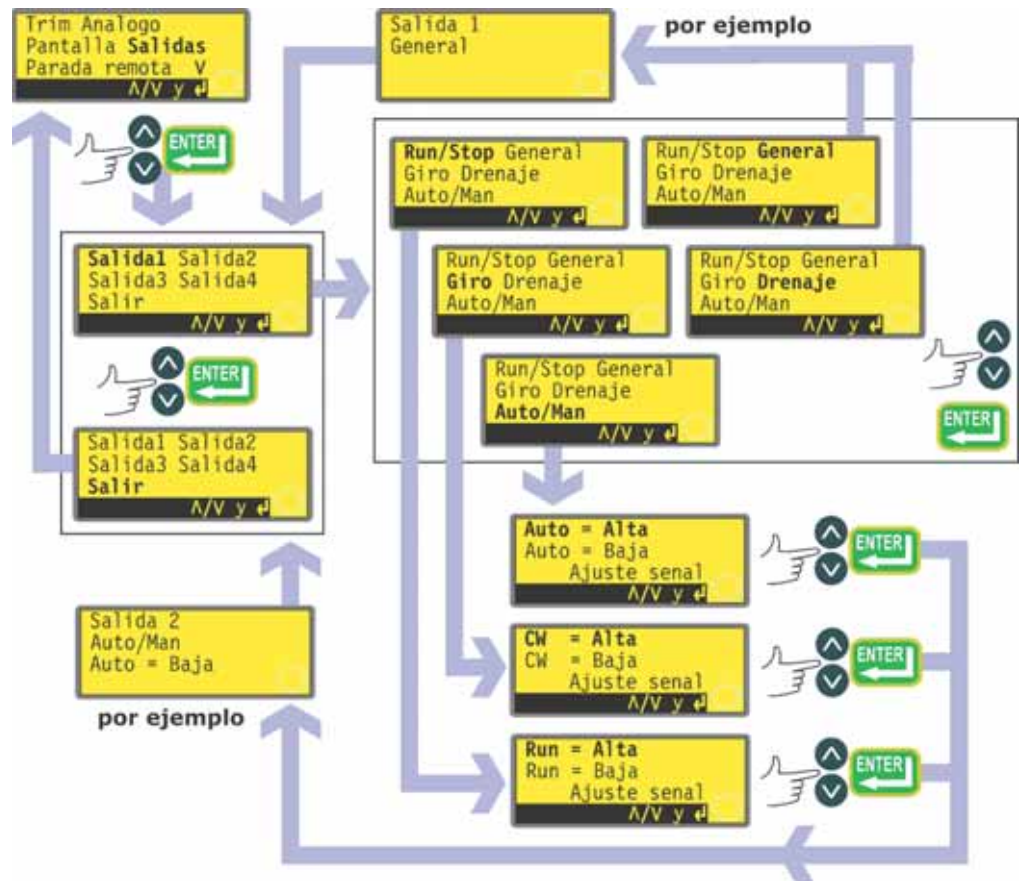 Trim Analogo
Pantalla Salidas
Parada remota V
Λ/V y ↲
Salida 1
General
por ejemplo
ENTER
Run/Stop General
Giro Drenaje
Auto/Man
Λ/V y ↲
Run/Stop General
Giro Drenaje
Auto/Man
Λ/V y ↲
Salida1 Salida2
Salida3 Salida4
Salir
Λ/V y ↲
Run/Stop General
Giro Drenaje
Auto/Man
Λ/V y ↲
Run/Stop General
Giro Drenaje
Auto/Man
Λ/V y ↲
ENTER
Run/Stop General
Giro Drenaje
Auto/Man
Λ/V y ↲
ENTER
Salida1 Salida2
Salida3 Salida4
Salir
Λ/V y ↲
Auto = Alta
Auto = Baja
Ajuste senal
Λ/V y ↲
ENTER
Salida 2
Auto/Man
Auto = Baja
por ejemplo
CW = Alta
CW = Baja
Ajuste senal
Λ/V y ↲
ENTER
Run = Alta
Run = Baja
Ajuste senal
Λ/V y ↲
ENTER